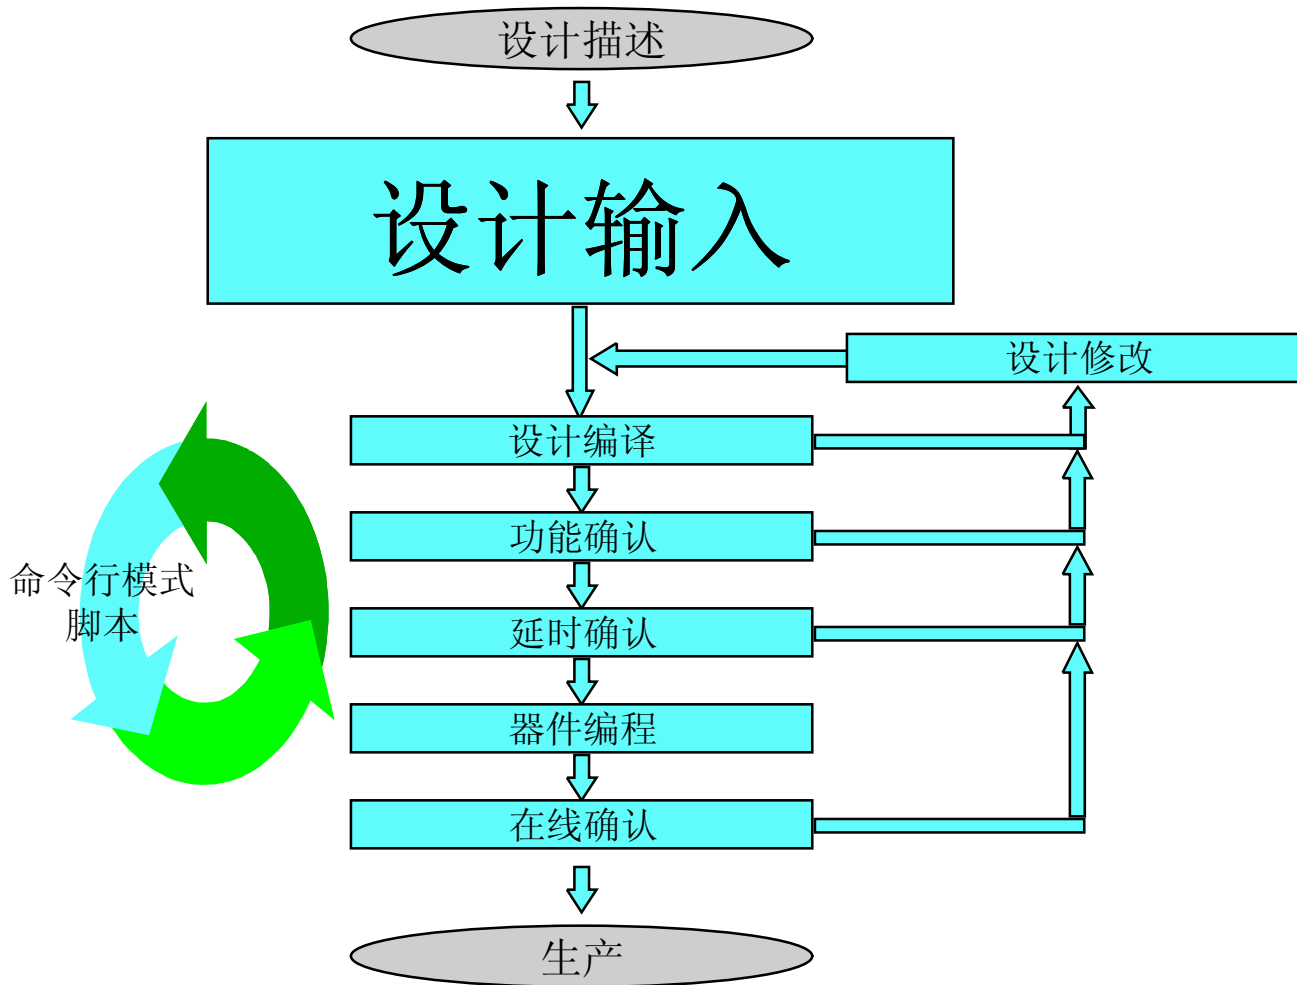 设计描述
设计输入
设计修改
设计编译
功能确认
命令行模式
脚本
延时确认
器件编程
在线确认
生产